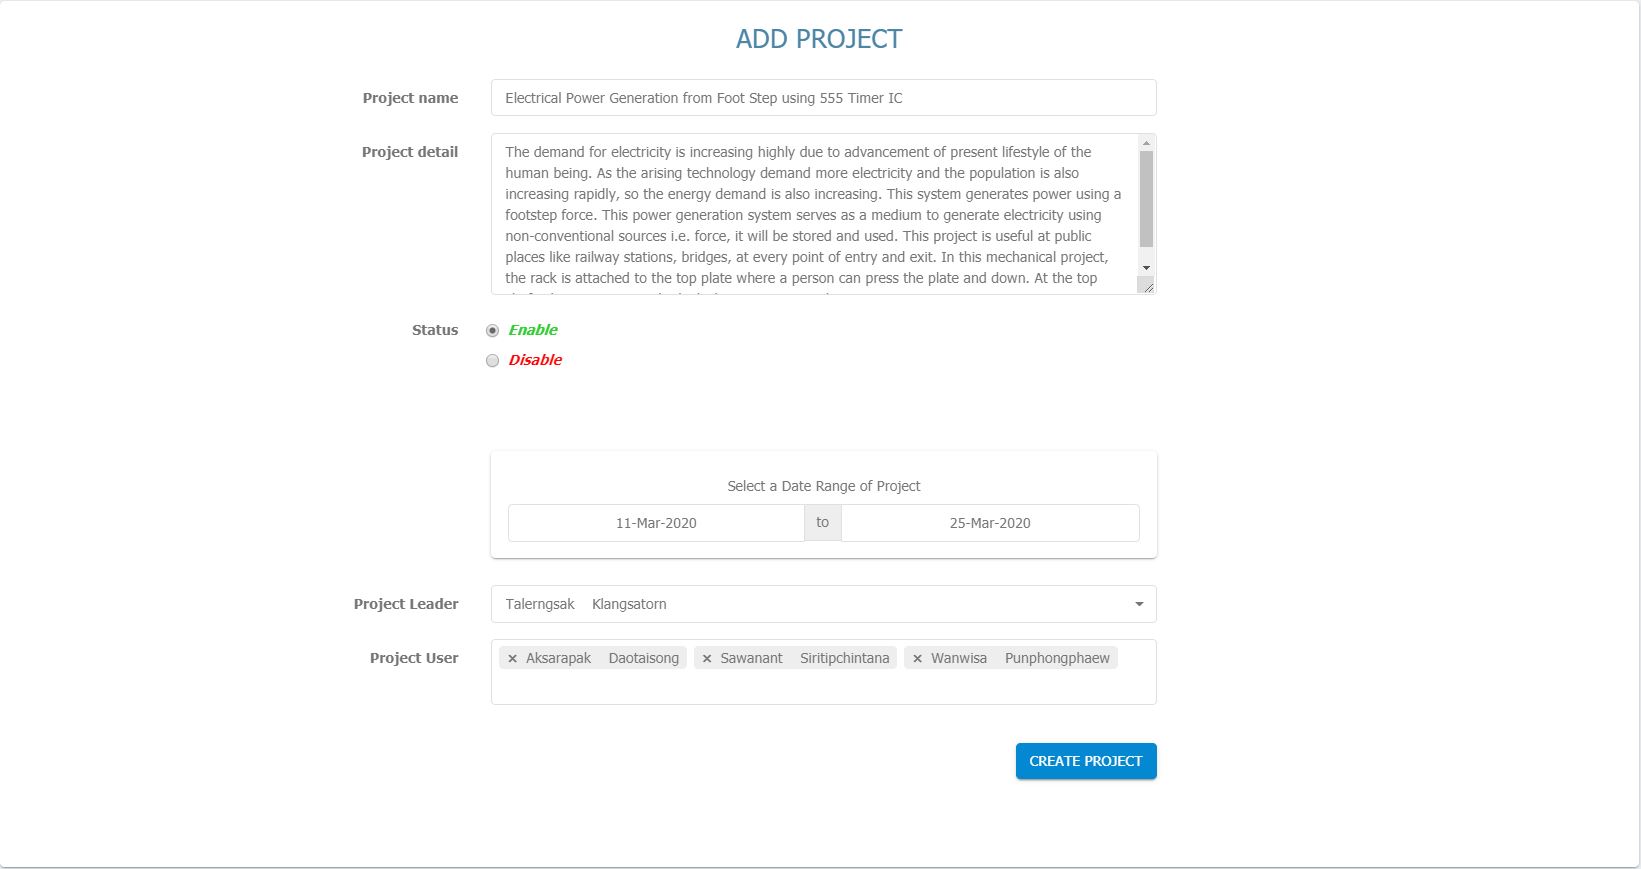 ADD PROJECT
Project name
Electrical Power Generation from Foot Step using 555 Timer IC
Project detail
The demand for electricity is increasing highly due to advancement of present lifestyle of the
human being. As the arising technology demand more electricity and the population is also
increasing rapidly, so the energy demand is also increasing. This system generates power using a
footstep force. This power generation system serves as a medium to generate electricity using
non-conventional sources i.e. force, it will be stored and used. This project is useful at public
places like railway stations, bridges, at every point of entry and exit. In this mechanical project,
the rack is attached to the top plate where a person can press the plate and down. At the top
Status
Enable
Disable
Select a Date Range of Project
11-Mar-2020 to 25-Mar-2020
Project Leader
Talerngsak Klangsatorn
Project User
× Aksarapak Daotaisong × Sawanant Siritipchintana × Wanwisa Punphongphaew
CREATE PROJECT